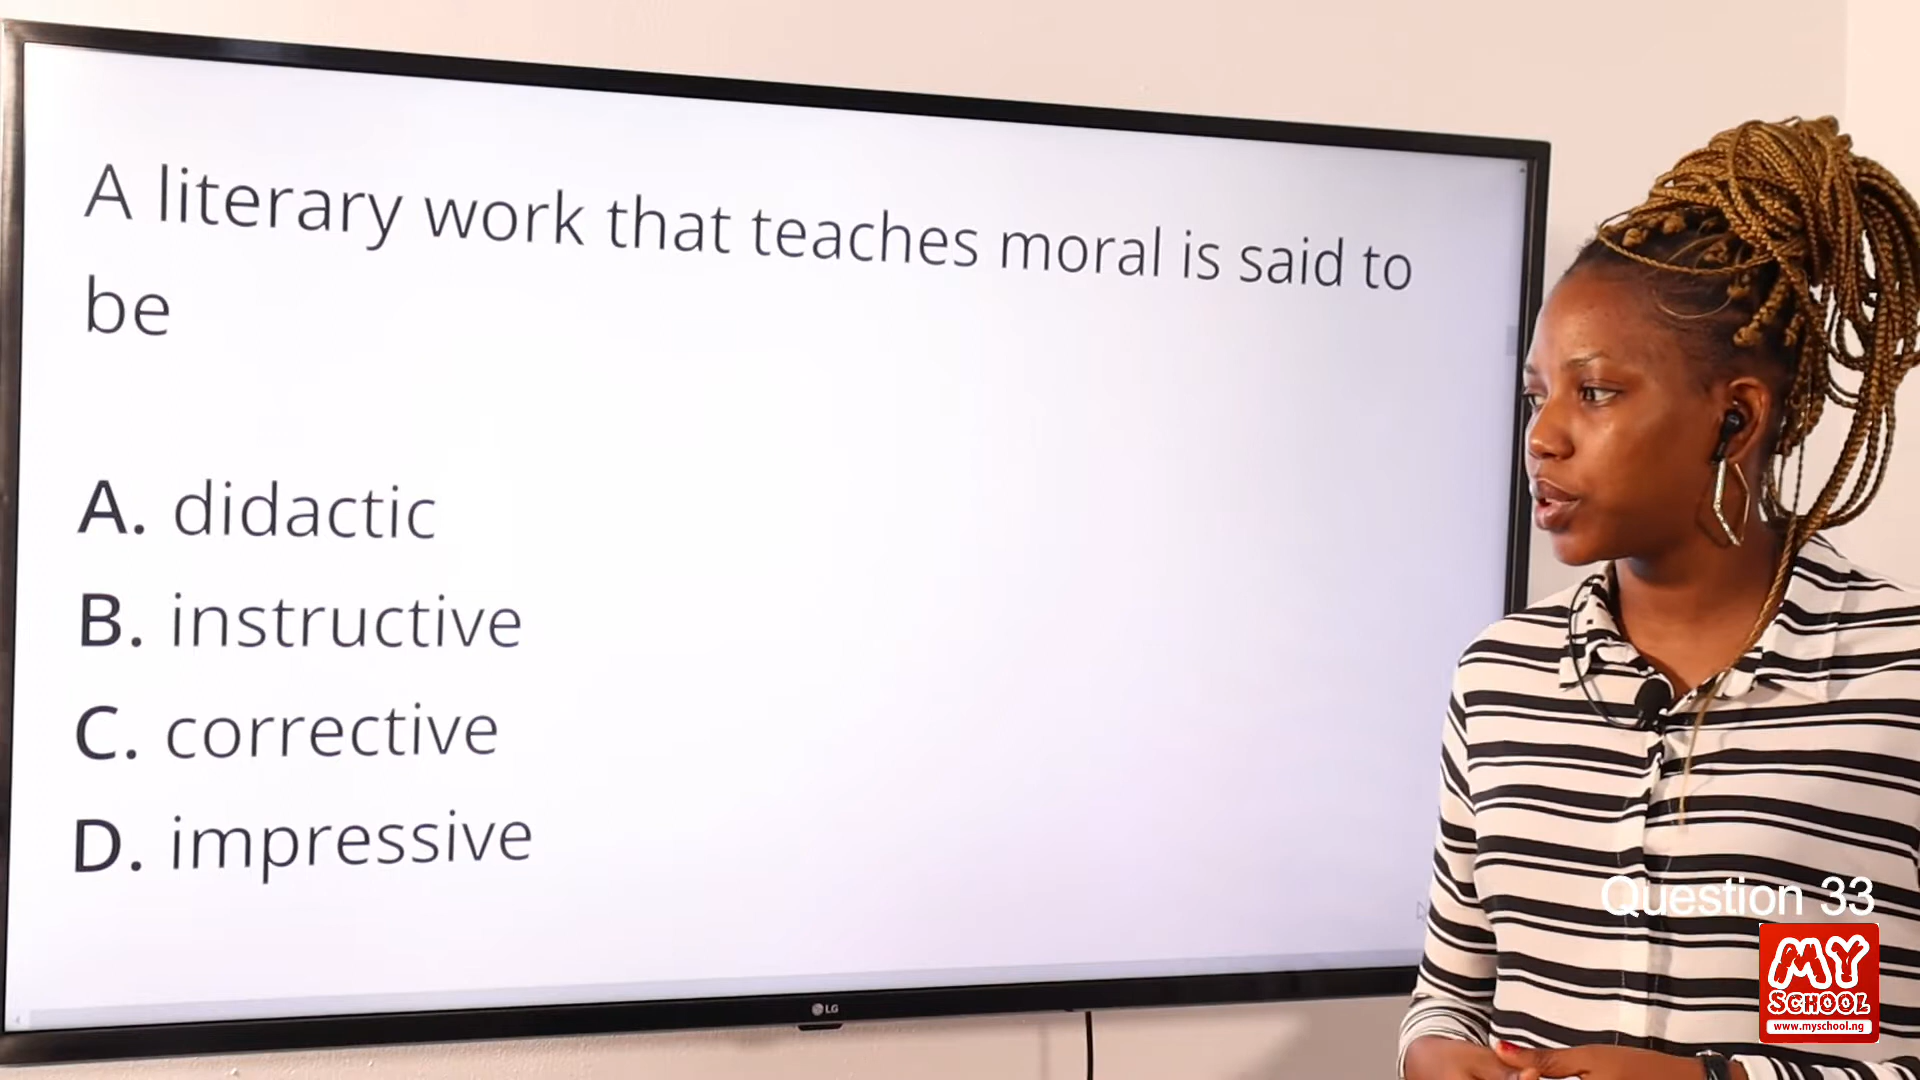 A literary work that teaches moral is said to
be
A. didactic
B. instructive
C. corrective
D. impressive
Question 33
MY
SCHOOL
www.myschool.ng
LG